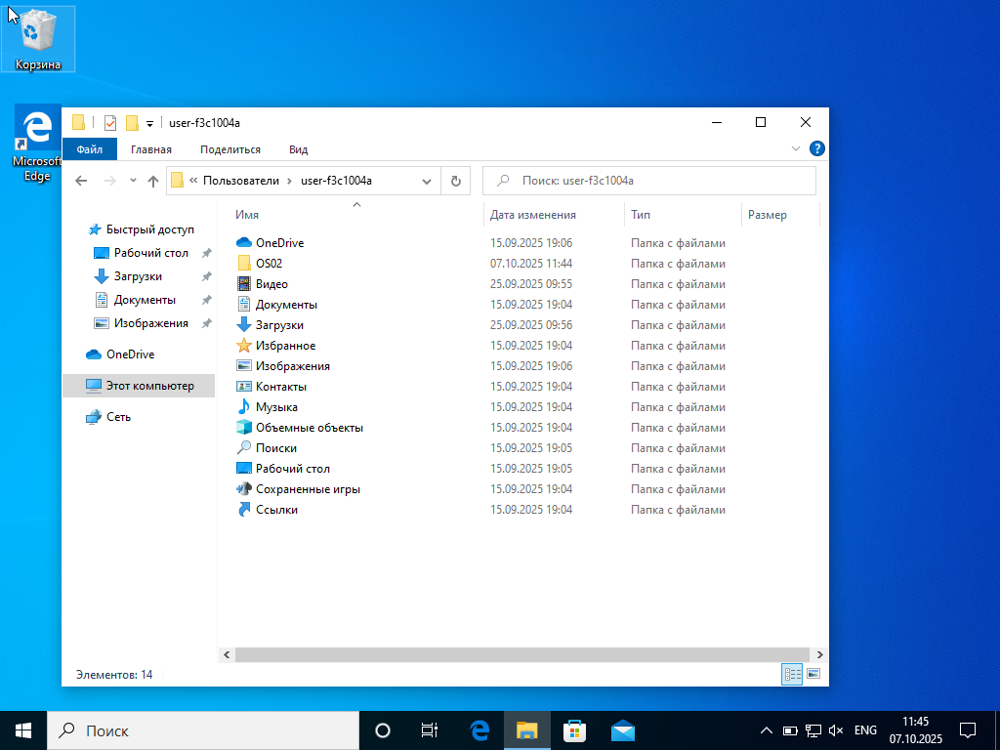 Корзина
Microsoft
Edge
user-f3c1004a
Файл Главная Поделиться Вид
« Пользователи › user-f3c1004a Поиск: user-f3c1004a
Имя Дата изменения Тип Размер
Быстрый доступ
Рабочий стол
Загрузки
Документы
Изображения
OneDrive
Этот компьютер
Сеть
OneDrive 15.09.2025 19:06 Папка с файлами
OS02 07.10.2025 11:44 Папка с файлами
Видео 25.09.2025 09:55 Папка с файлами
Документы 15.09.2025 19:04 Папка с файлами
Загрузки 25.09.2025 09:56 Папка с файлами
Избранное 15.09.2025 19:04 Папка с файлами
Изображения 15.09.2025 19:06 Папка с файлами
Контакты 15.09.2025 19:04 Папка с файлами
Музыка 15.09.2025 19:04 Папка с файлами
Объемные объекты 15.09.2025 19:04 Папка с файлами
Поиски 15.09.2025 19:05 Папка с файлами
Рабочий стол 15.09.2025 19:05 Папка с файлами
Сохраненные игры 15.09.2025 19:04 Папка с файлами
Ссылки 15.09.2025 19:04 Папка с файлами
Элементов: 14
Поиск
ENG
11:45
07.10.2025